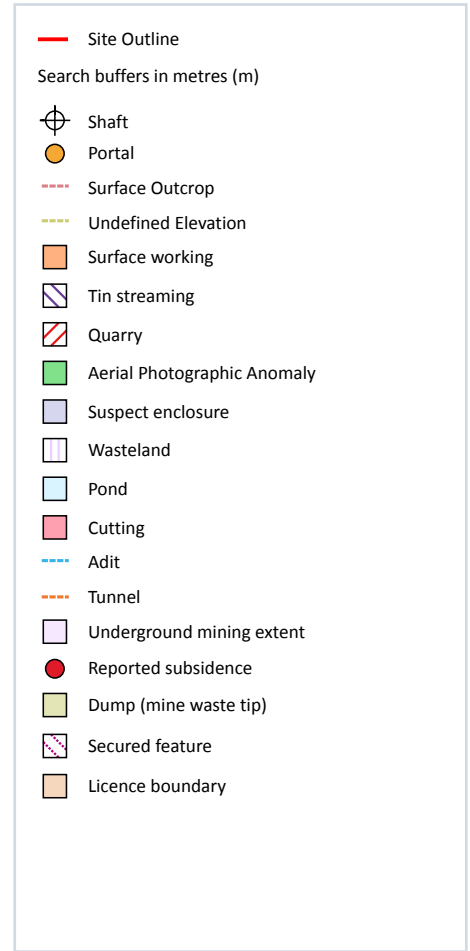 Site Outline
Search buffers in metres (m)
Shaft
Portal
Surface Outcrop
Undefined Elevation
Surface working
Tin streaming
Quarry
Aerial Photographic Anomaly
Suspect enclosure
Wasteland
Pond
Cutting
Adit
Tunnel
Underground mining extent
Reported subsidence
Dump (mine waste tip)
Secured feature
Licence boundary